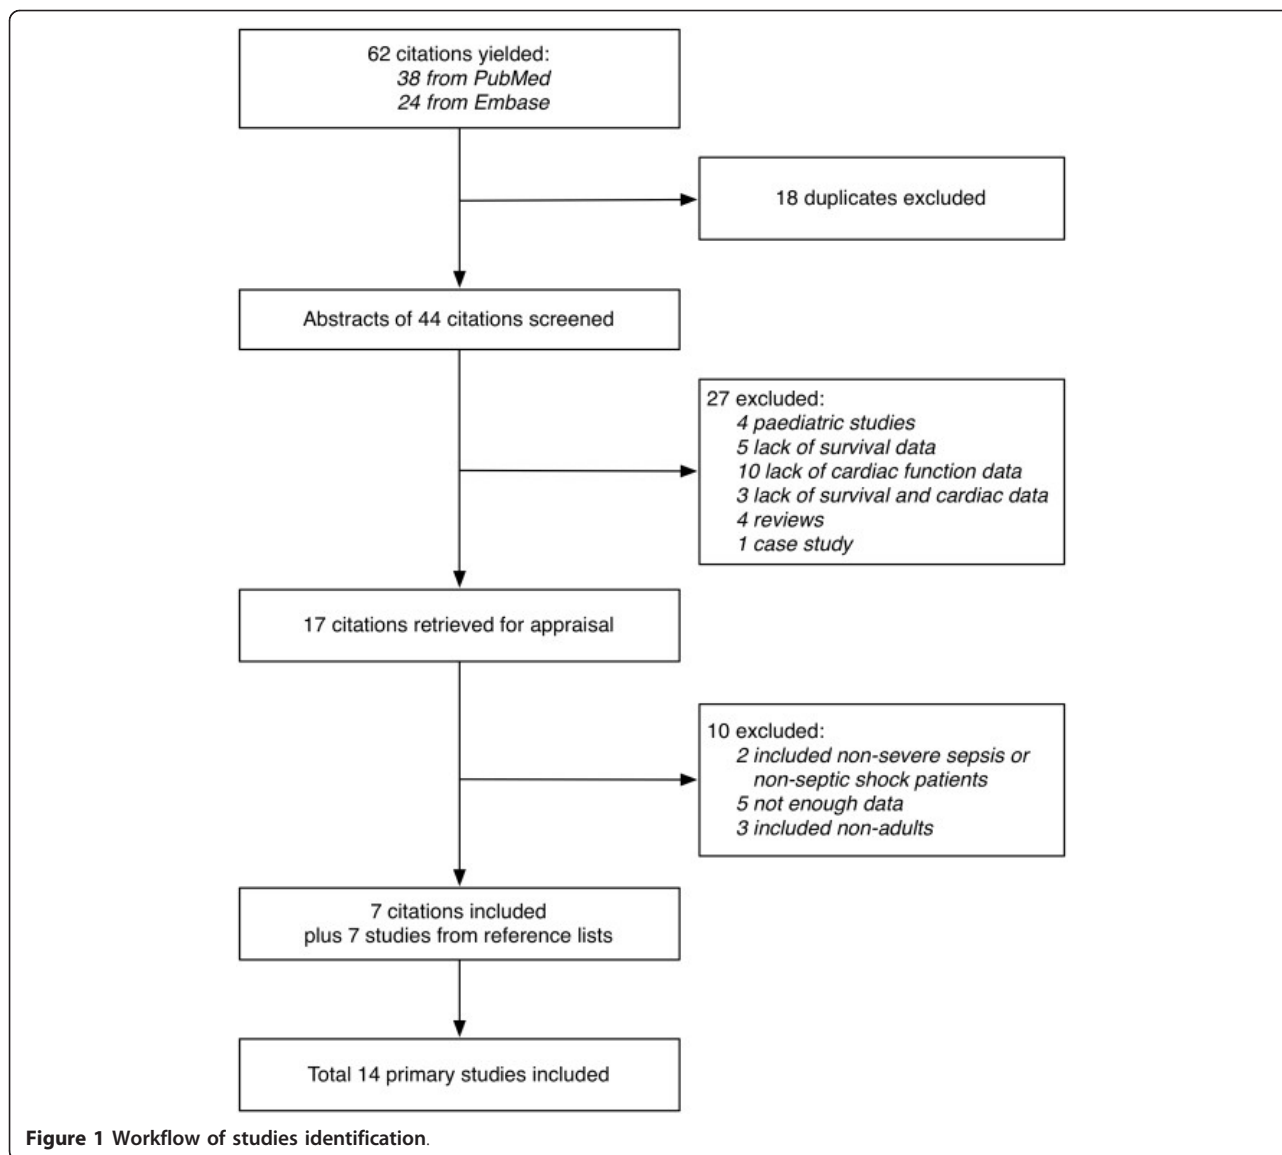 62 citations yielded:
38 from PubMed
24 from Embase
18 duplicates excluded
Abstracts of 44 citations screened
27 excluded:
4 paediatric studies
5 lack of survival data
10 lack of cardiac function data
3 lack of survival and cardiac data
4 reviews
1 case study
17 citations retrieved for appraisal
10 excluded:
2 included non-severe sepsis or
non-septic shock patients
5 not enough data
3 included non-adults
7 citations included
plus 7 studies from reference lists
Total 14 primary studies included
Figure 1 Workflow of studies identification.